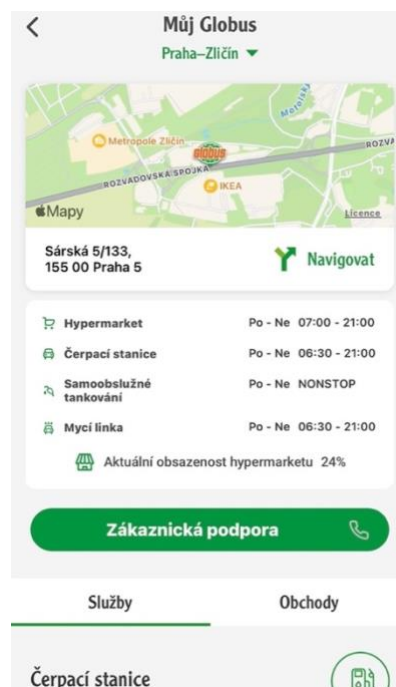 Můj Globus
Praha–Zličín
Metropole Zličín
Motolská
GLOBUS
ROZVADOVSKÁ SPOJKA
ROZVA
IKEA
Mapy
Licence
Sárská 5/133,
155 00 Praha 5
Navigovat
Hypermarket Po - Ne 07:00 - 21:00
Čerpací stanice Po - Ne 06:30 - 21:00
Samoobslužné
tankování Po - Ne NONSTOP
Mycí linka Po - Ne 06:30 - 21:00
Aktuální obsazenost hypermarketu 24%
Zákaznická podpora
Služby Obchody
Čerpací stanice